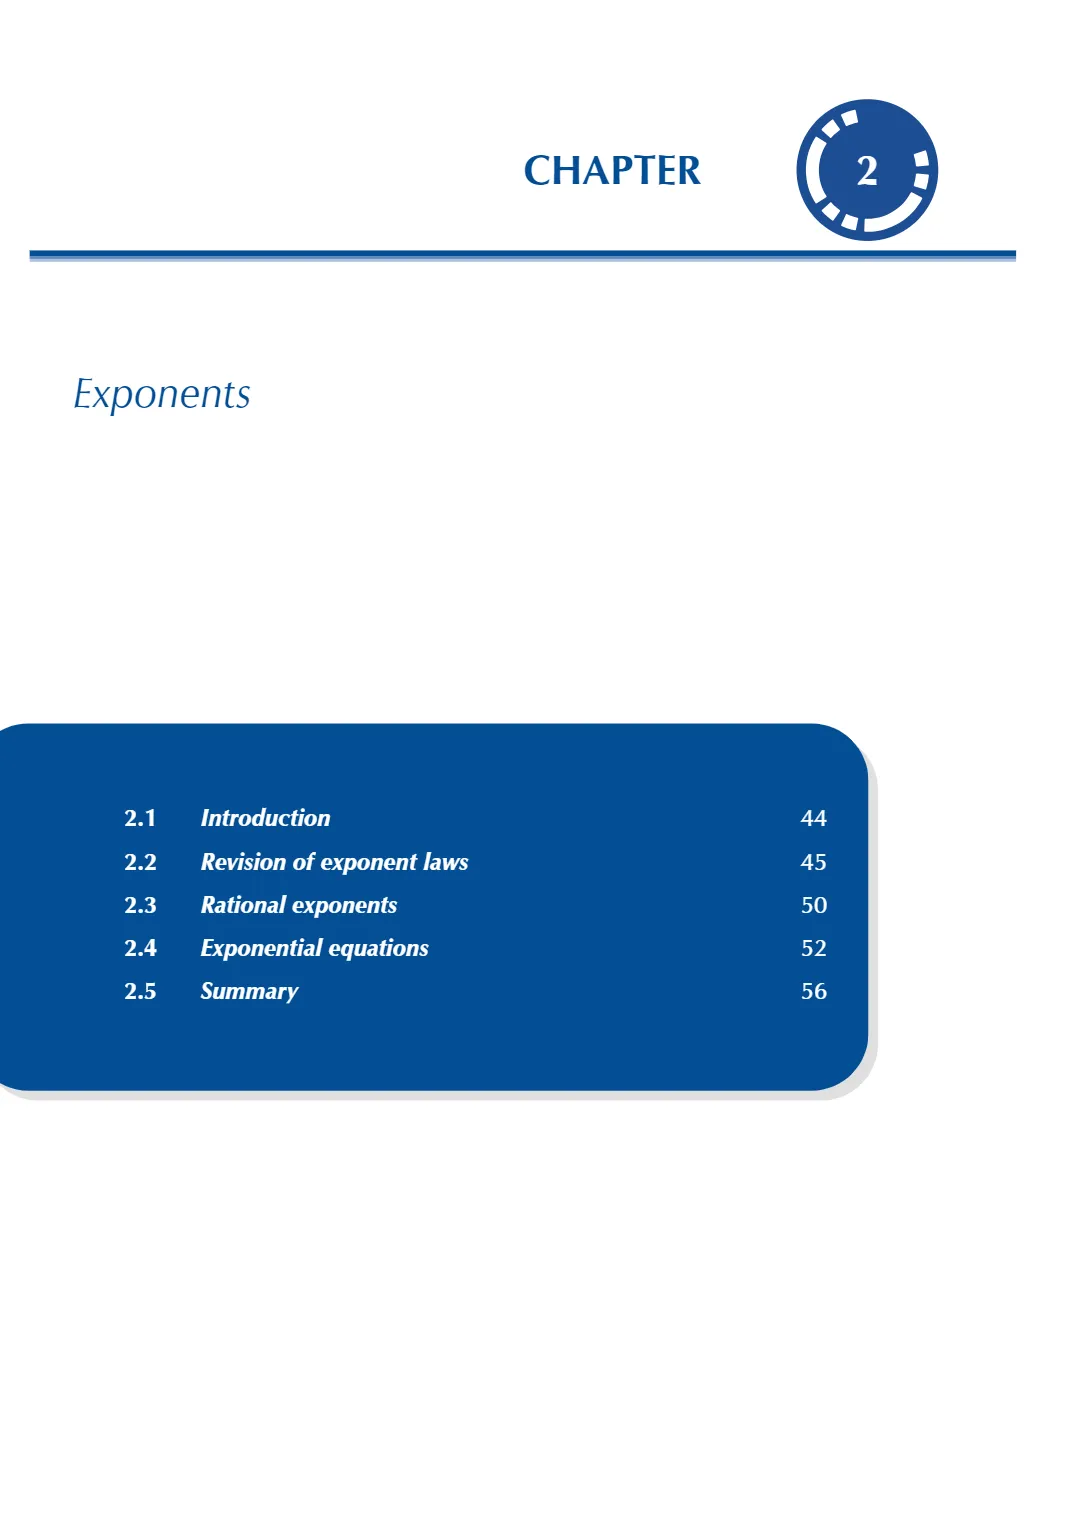 CHAPTER 2
Exponents
2.1 Introduction 44
2.2 Revision of exponent laws 45
2.3 Rational exponents 50
2.4 Exponential equations 52
2.5 Summary 56